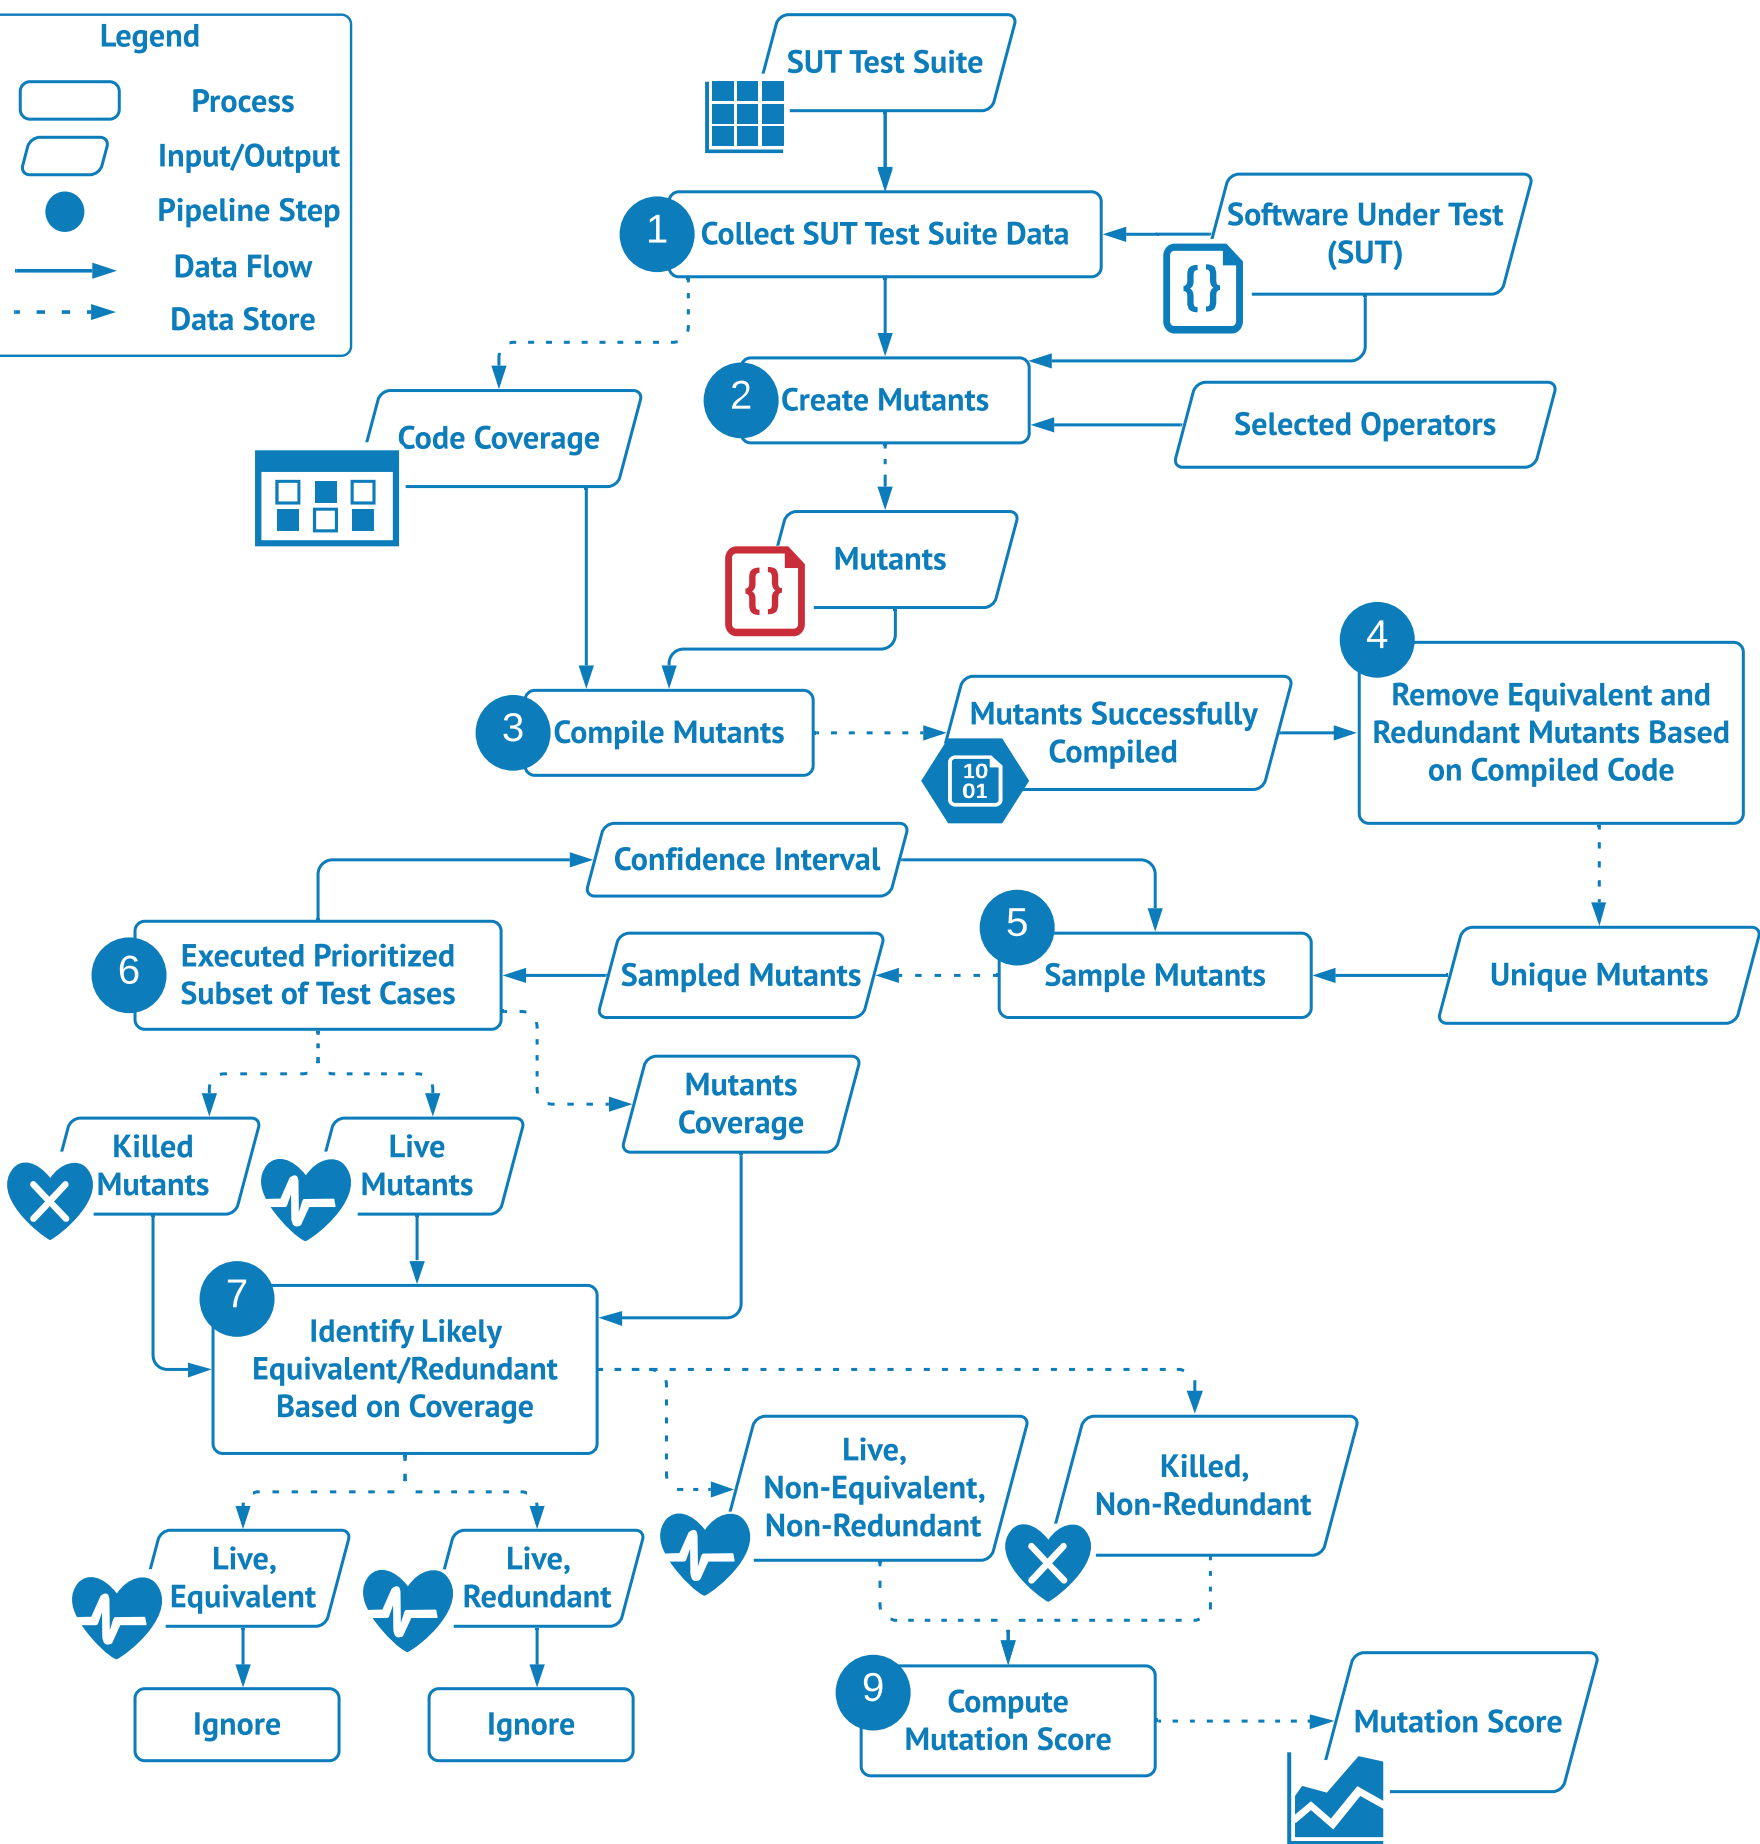 Legend
Process
Input/Output
Pipeline Step
Data Flow
Data Store
SUT Test Suite
1
Collect SUT Test Suite Data
Software Under Test
(SUT)
{}
2
Create Mutants
Selected Operators
Code Coverage
Mutants
{}
3
Compile Mutants
Mutants Successfully
Compiled
10
01
4
Remove Equivalent and
Redundant Mutants Based
on Compiled Code
Confidence Interval
5
Sample Mutants
Unique Mutants
Sampled Mutants
6
Executed Prioritized
Subset of Test Cases
Mutants
Coverage
Killed
Mutants
Live
Mutants
7
Identify Likely
Equivalent/Redundant
Based on Coverage
Live,
Non-Equivalent,
Non-Redundant
Killed,
Non-Redundant
Live,
Equivalent
Live,
Redundant
Ignore
Ignore
9
Compute
Mutation Score
Mutation Score